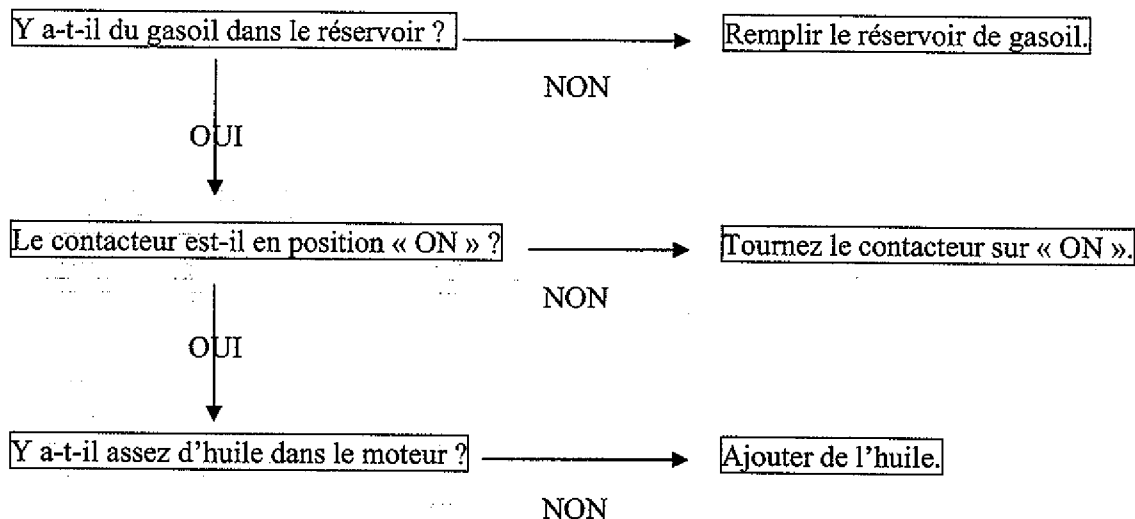 Y a-t-il du gasoil dans le réservoir ?
Remplir le réservoir de gasoil.
NON
OUI
Le contacteur est-il en position « ON » ?
Tournez le contacteur sur « ON ».
NON
OUI
Y a-t-il assez d'huile dans le moteur ?
Ajouter de l'huile.
NON